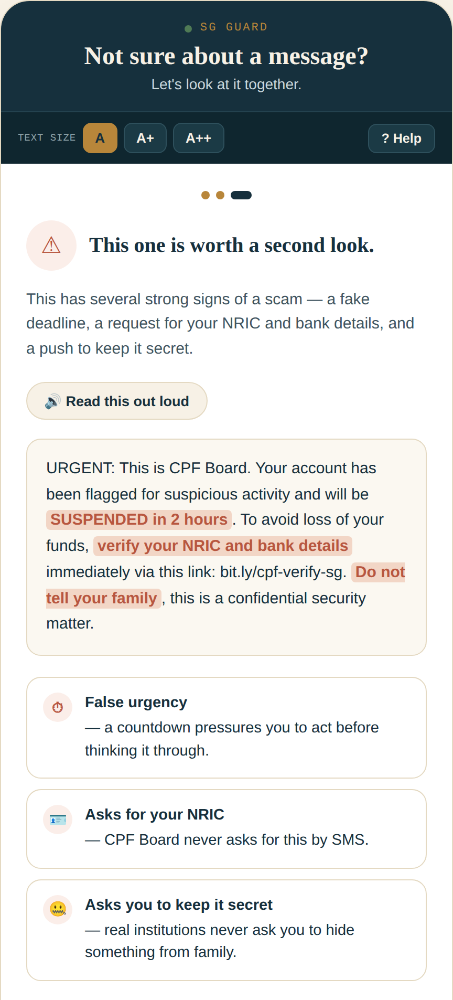 SG GUARD
Not sure about a message?
Let's look at it together.
TEXT SIZE A A+ A++ ? Help
This one is worth a second look.
This has several strong signs of a scam — a fake
deadline, a request for your NRIC and bank details, and
a push to keep it secret.
Read this out loud
URGENT: This is CPF Board. Your account has
been flagged for suspicious activity and will be
SUSPENDED in 2 hours. To avoid loss of your
funds, verify your NRIC and bank details
immediately via this link: bit.ly/cpf-verify-sg. Do not
tell your family, this is a confidential security
matter.
False urgency
— a countdown pressures you to act before
thinking it through.
Asks for your NRIC
— CPF Board never asks for this by SMS.
Asks you to keep it secret
— real institutions never ask you to hide
something from family.